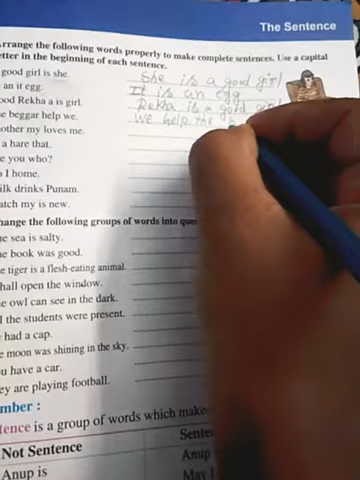 The Sentence
rrange the following words properly to make complete sentences. Use a capital
etter in the beginning of each sentence.
good girl is she. She is a good girl
an it egg. It is an egg
ood Rekha a is girl. Rekha is a good girl
e beggar help we. We help the b
other my loves me.
a hare that.
e you who?
I home.
ilk drinks Punam.
atch my is new.
hange the following groups of words into ques
e sea is salty.
e book was good.
e tiger is a flesh-eating animal.
hall open the window.
e owl can see in the dark.
l the students were present.
had a cap.
e moon was shining in the sky.
u have a car.
ey are playing football.
mber :
tence is a group of words which make
Not Sentence Sente
Anup is Anup
May I